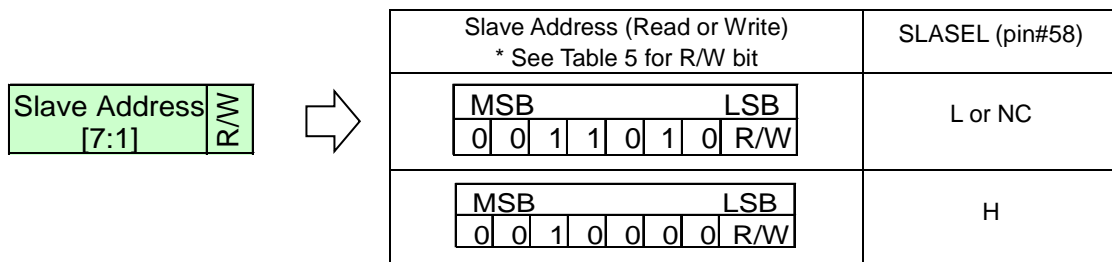 Slave Address (Read or Write)
* See Table 5 for R/W bit
SLASEL (pin#58)
Slave Address
[7:1]
R/W
MSB LSB
0 0 1 1 0 1 0 R/W
L or NC
MSB LSB
0 0 1 0 0 0 0 R/W
H